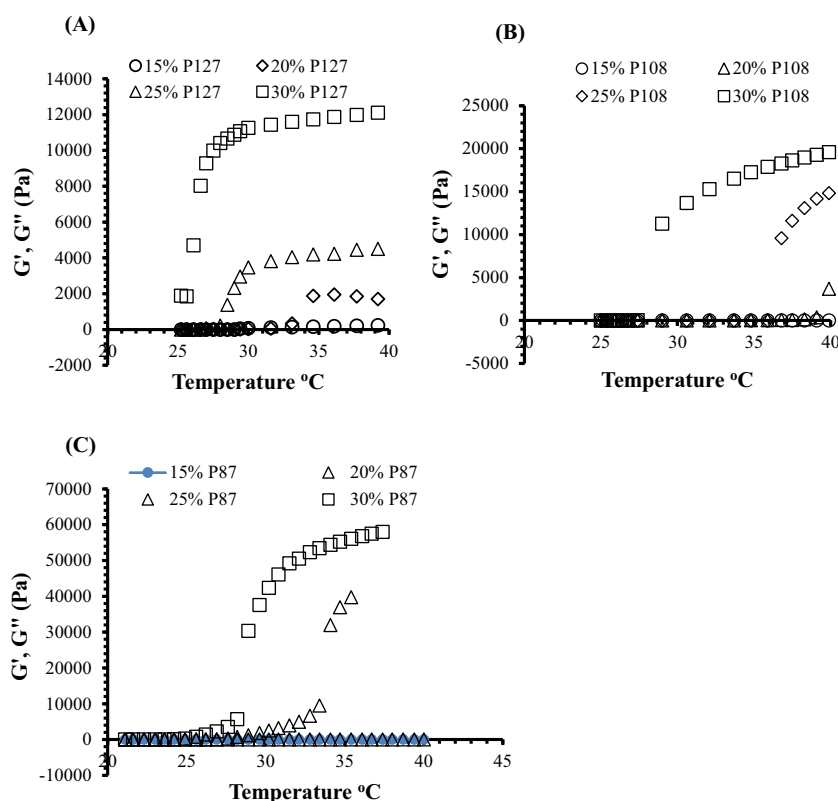 (A)
15% P127 20% P127
25% P127 30% P127
14000
12000
10000
8000
6000
4000
2000
0
-2000
20 25 30 35 40
G', G" (Pa)
Temperature °C
(B)
15% P108 20% P108
25% P108 30% P108
25000
20000
15000
10000
5000
0
-5000
20 25 30 35 40
G', G" (Pa)
Temperature °C
(C)
15% P87 20% P87
25% P87 30% P87
70000
60000
50000
40000
30000
20000
10000
0
-10000
20 25 30 35 40 45
G', G" (Pa)
Temperature °C